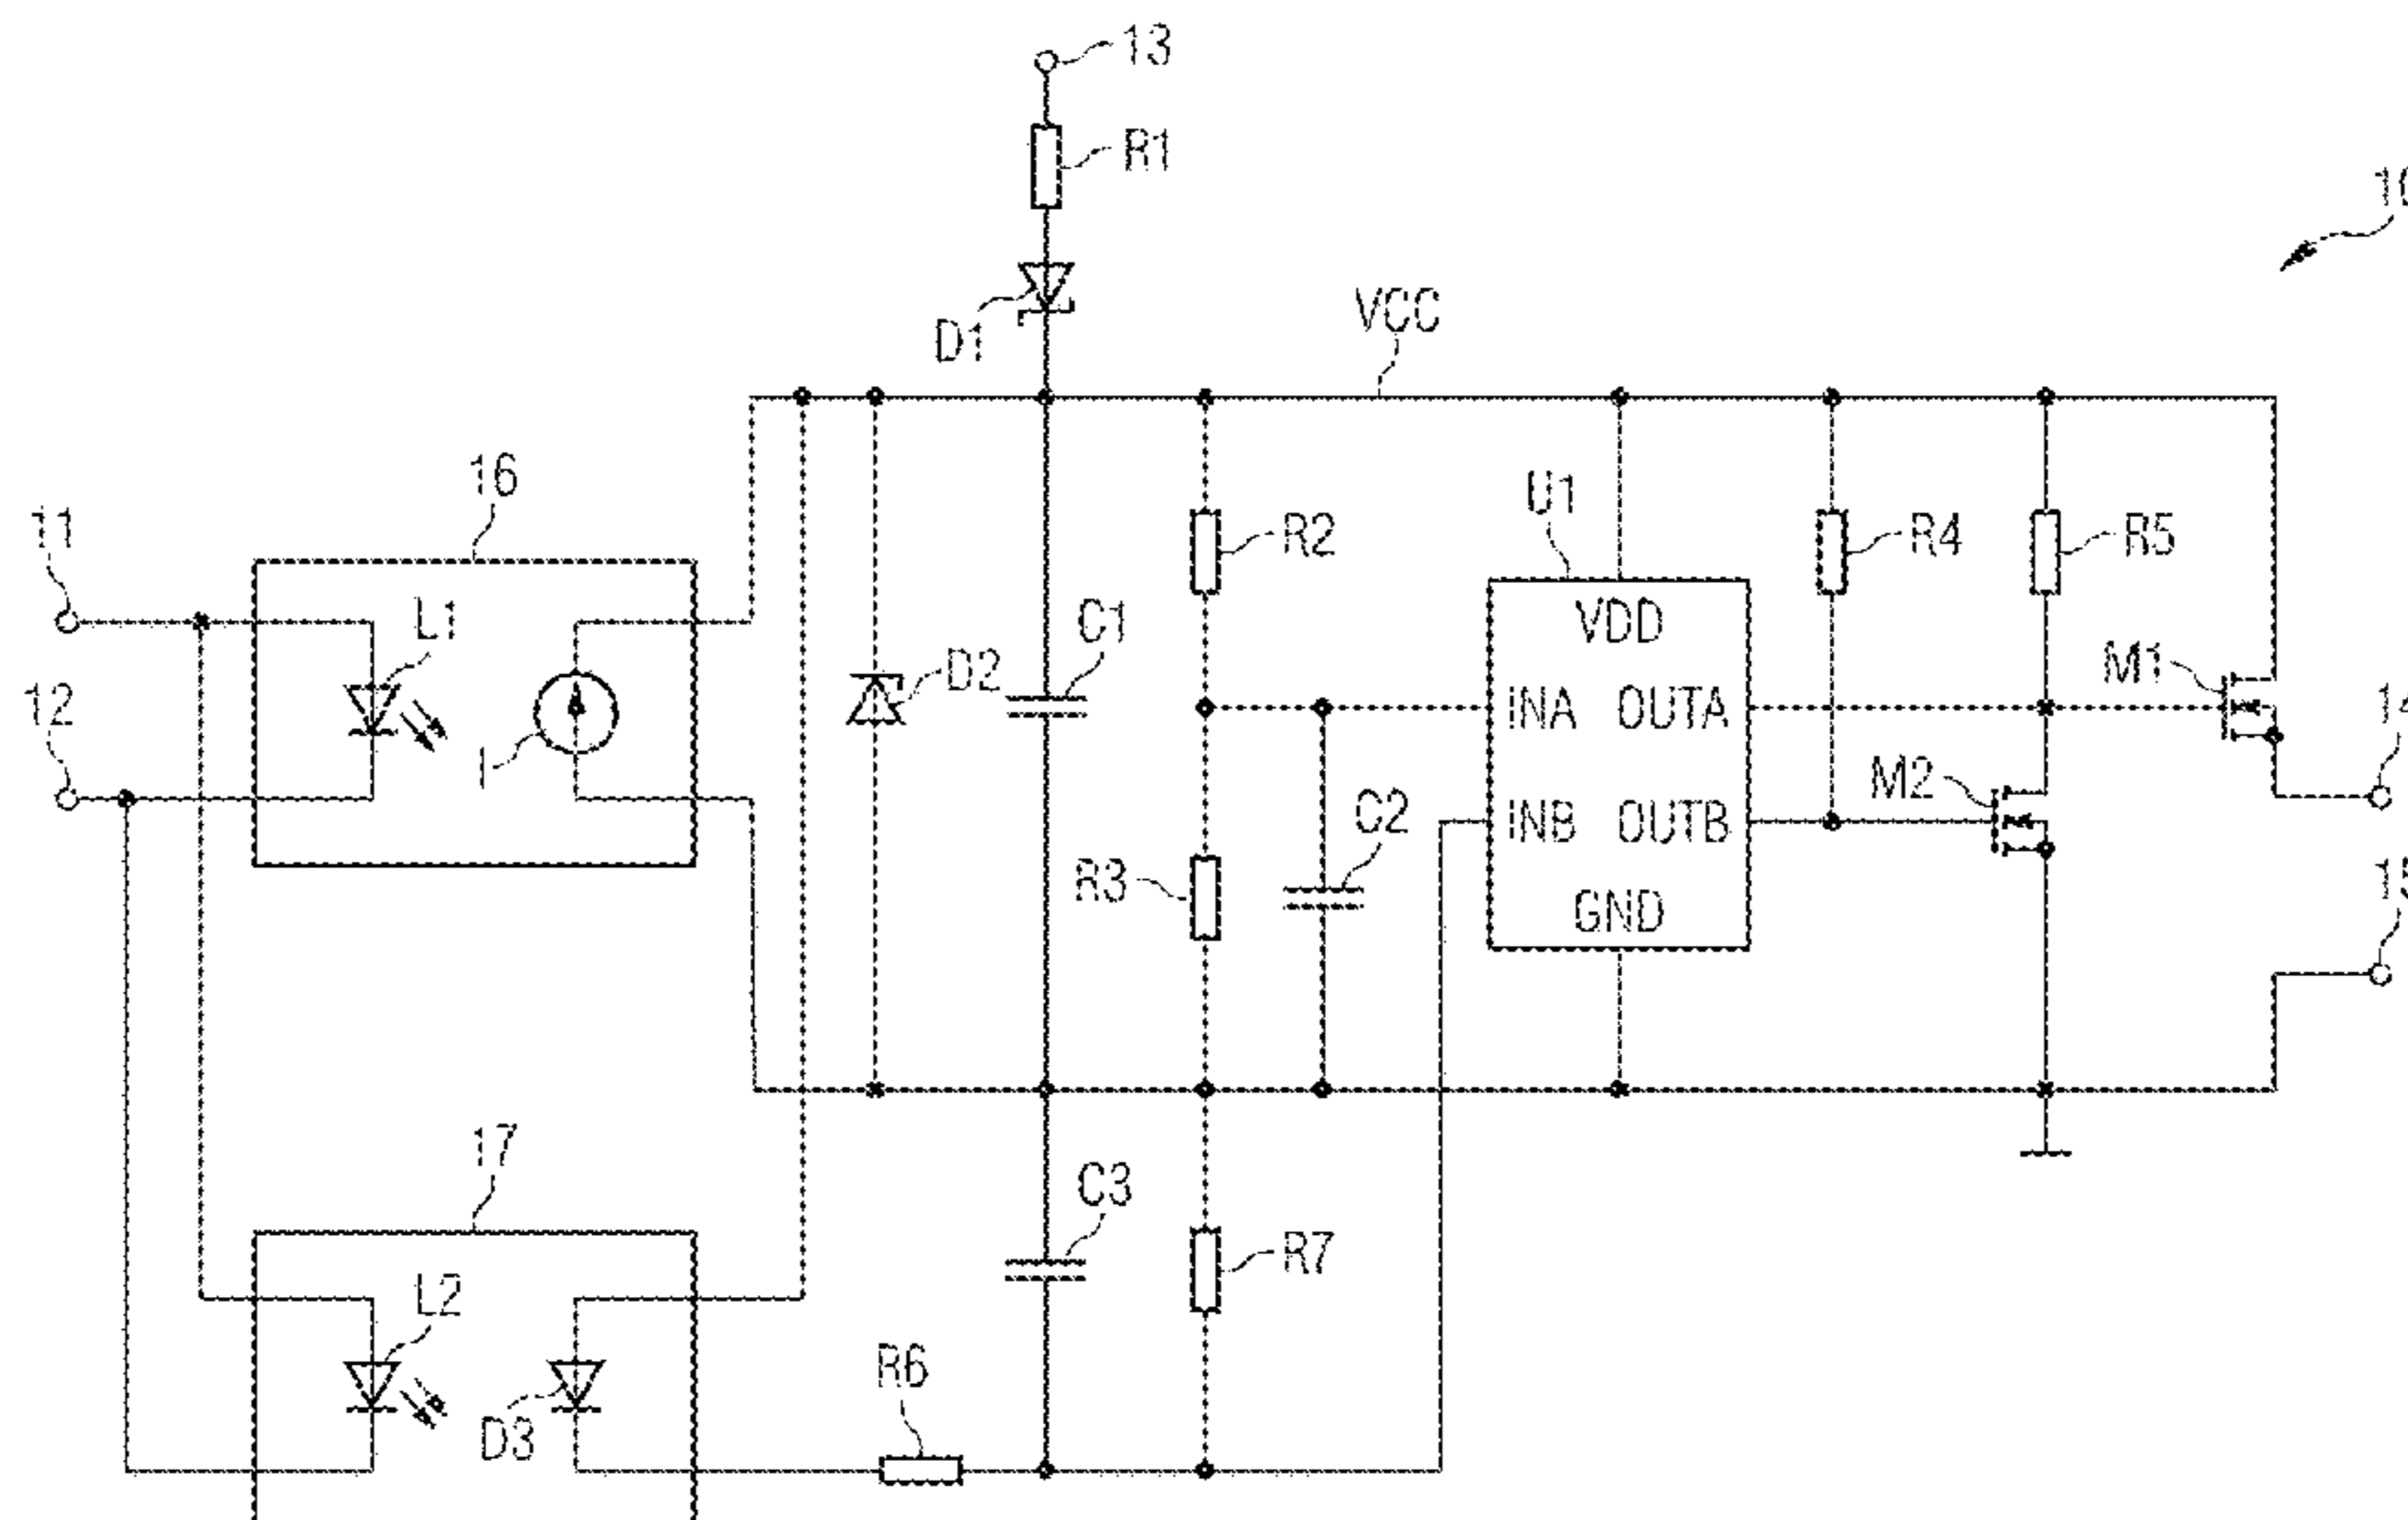 13
R1
10
D1
VCC
16
U1
11
R2
R4
R5
L1
C1
VDD
D2
M1
12
INA OUTA
14
I
M2
C2
INB OUTB
R3
15
GND
17
C3
R7
L2
R6
D3